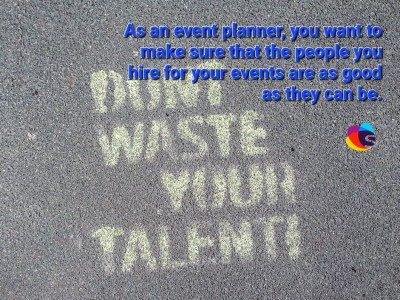 As an event planner, you want to
make sure that the people you
hire for your events are as good
as they can be.
DONT
WASTE
YOUR
TALENT!
S